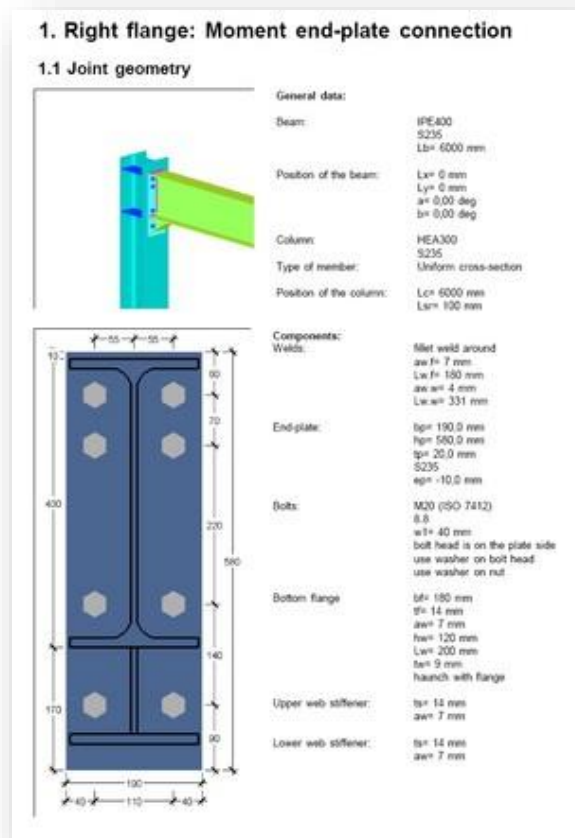 1. Right flange: Moment end-plate connection
1.1 Joint geometry
General data:
Beam: IPE400
S235
Lb= 6000 mm
Position of the beam: Lx= 0 mm
Ly= 0 mm
a= 0,00 deg
b= 0,00 deg
Column: HEA300
S235
Type of member: Uniform cross-section
Position of the column: Lc= 6000 mm
Lsr= 100 mm
Components:
Welds: fillet weld around
aw.f= 7 mm
Lw.f= 180 mm
aw.w= 4 mm
Lw.w= 331 mm
End-plate: bp= 190,0 mm
hp= 580,0 mm
tp= 20,0 mm
S235
ep= -10,0 mm
Bolts: M20 (ISO 7412)
8.8
w1= 40 mm
bolt head is on the plate side
use washer on bolt head
use washer on nut
Bottom flange bf= 180 mm
tf= 14 mm
aw= 7 mm
hw= 120 mm
Lw= 200 mm
tw= 9 mm
haunch with flange
Upper web stiffener: ts= 14 mm
aw= 7 mm
Lower web stiffener: ts= 14 mm
aw= 7 mm
55 55
10
60
70
400
220
580
140
170
90
190
40 110 40